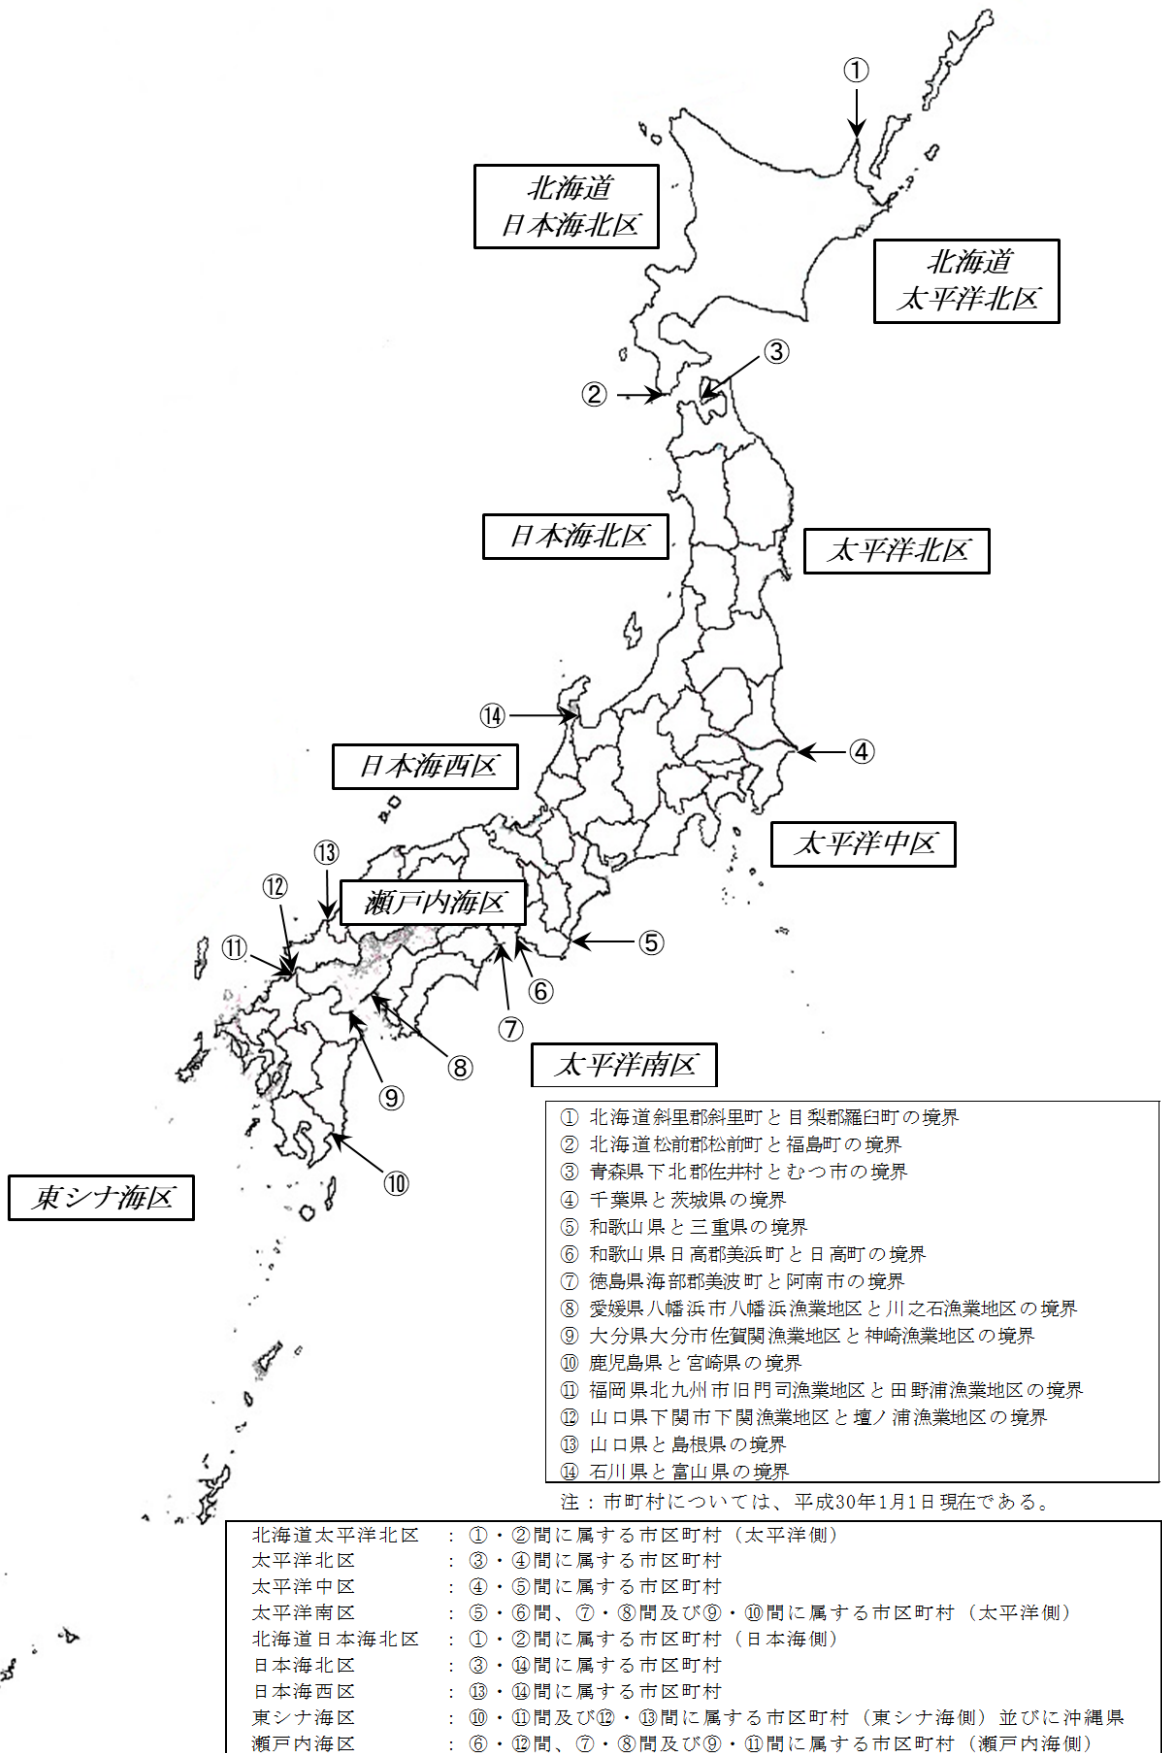 ①
北海道
日本海北区
北海道
太平洋北区
③
②
日本海北区
太平洋北区
⑭
④
日本海西区
太平洋中区
⑬
⑫
瀬戸内海区
⑪
⑤
⑥
⑦
⑧
太平洋南区
⑨
⑩
東シナ海区
① 北海道斜里郡斜里町と目梨郡羅臼町の境界
② 北海道松前郡松前町と福島町の境界
③ 青森県下北郡佐井村とむつ市の境界
④ 千葉県と茨城県の境界
⑤ 和歌山県と三重県の境界
⑥ 和歌山県日高郡美浜町と日高町の境界
⑦ 徳島県海部郡美波町と阿南市の境界
⑧ 愛媛県八幡浜市八幡浜漁業地区と川之石漁業地区の境界
⑨ 大分県大分市佐賀関漁業地区と神崎漁業地区の境界
⑩ 鹿児島県と宮崎県の境界
⑪ 福岡県北九州市旧門司漁業地区と田野浦漁業地区の境界
⑫ 山口県下関市下関漁業地区と壇ノ浦漁業地区の境界
⑬ 山口県と島根県の境界
⑭ 石川県と富山県の境界
注：市町村については、平成30年1月1日現在である。
北海道太平洋北区 ： ①・②間に属する市区町村（太平洋側）
太平洋北区 ： ③・④間に属する市区町村
太平洋中区 ： ④・⑤間に属する市区町村
太平洋南区 ： ⑤・⑥間、⑦・⑧間及び⑨・⑩間に属する市区町村（太平洋側）
北海道日本海北区 ： ①・②間に属する市区町村（日本海側）
日本海北区 ： ③・⑭間に属する市区町村
日本海西区 ： ⑬・⑭間に属する市区町村
東シナ海区 ： ⑩・⑪間及び⑫・⑬間に属する市区町村（東シナ海側）並びに沖縄県
瀬戸内海区 ： ⑥・⑫間、⑦・⑧間及び⑨・⑪間に属する市区町村（瀬戸内海側）